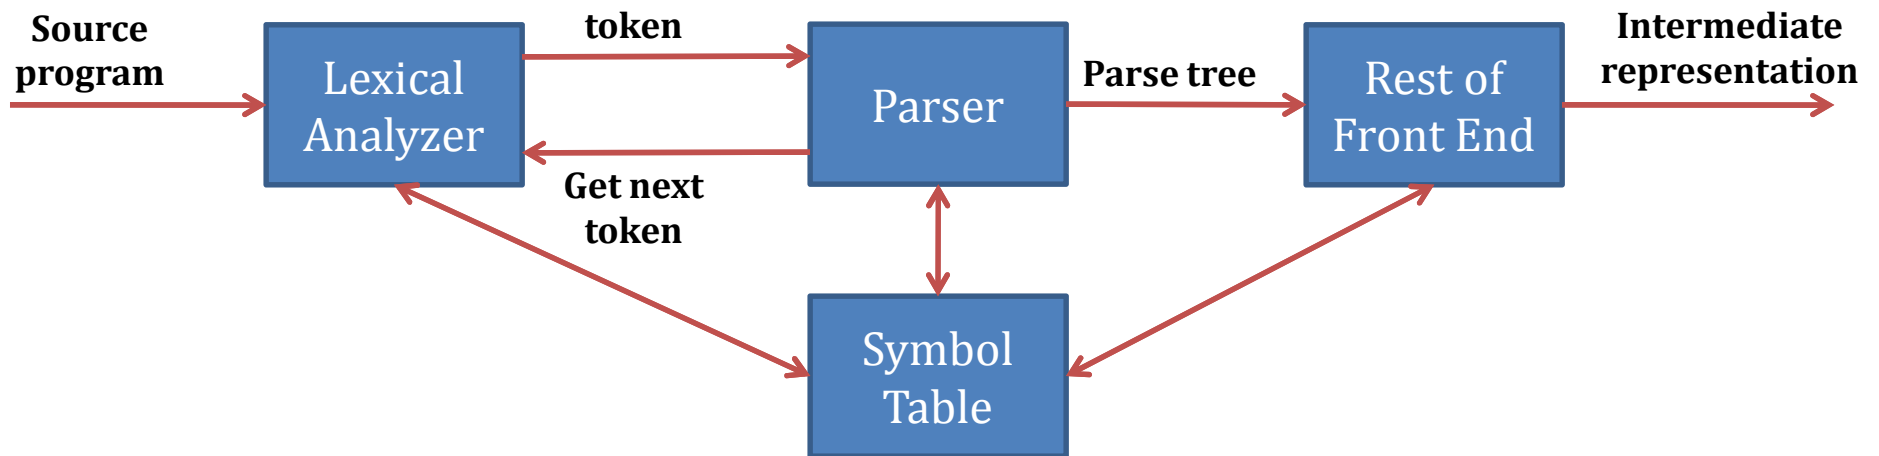 Source
program
Lexical
Analyzer
token
Get next
token
Parser
Parse tree
Rest of
Front End
Intermediate
representation
Symbol
Table